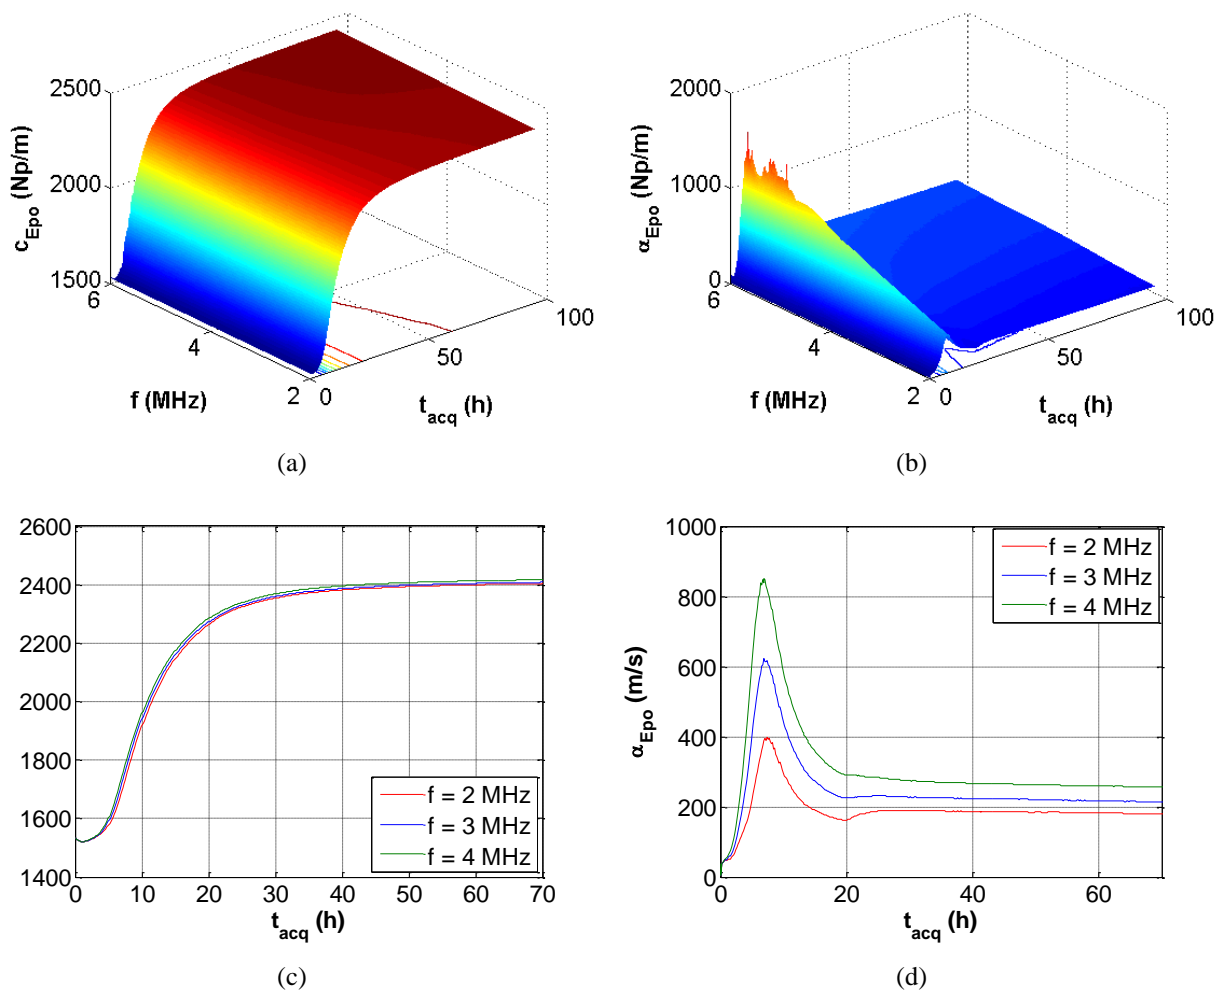 2500
2000
1500
c_Epo (Np/m)
6
4
2
f (MHz)
0
50
100
t_acq (h)
(a)
2000
1000
0
α_Epo (Np/m)
6
4
2
f (MHz)
0
50
100
t_acq (h)
(b)
2600
2400
2200
2000
1800
1600
1400
0 10 20 30 40 50 60 70
t_acq (h)
f = 2 MHz
f = 3 MHz
f = 4 MHz
(c)
1000
800
600
400
200
0
α_Epo (m/s)
0 20 40 60
t_acq (h)
f = 2 MHz
f = 3 MHz
f = 4 MHz
(d)